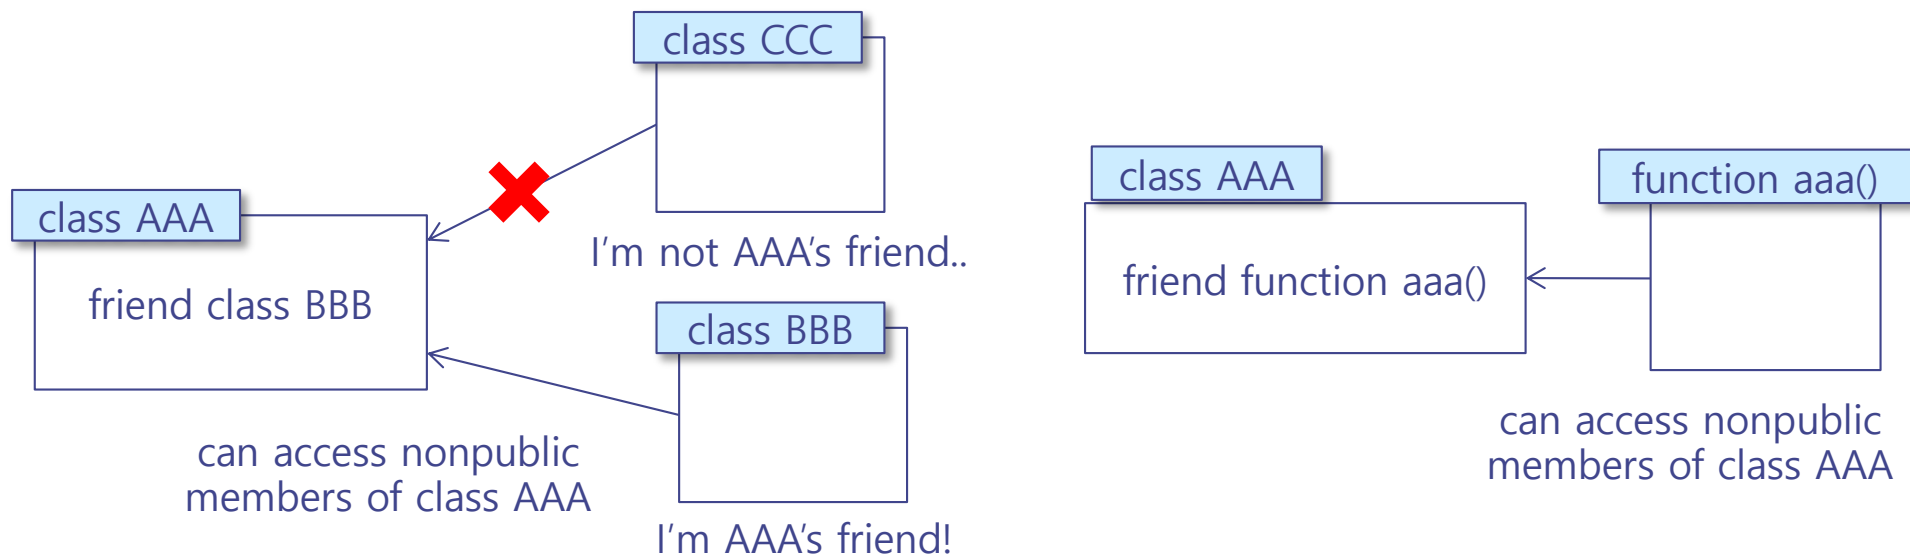 class CCC
class AAA
friend class BBB
I'm not AAA's friend..
class BBB
can access nonpublic
members of class AAA
I'm AAA's friend!
class AAA
function aaa()
friend function aaa()
can access nonpublic
members of class AAA